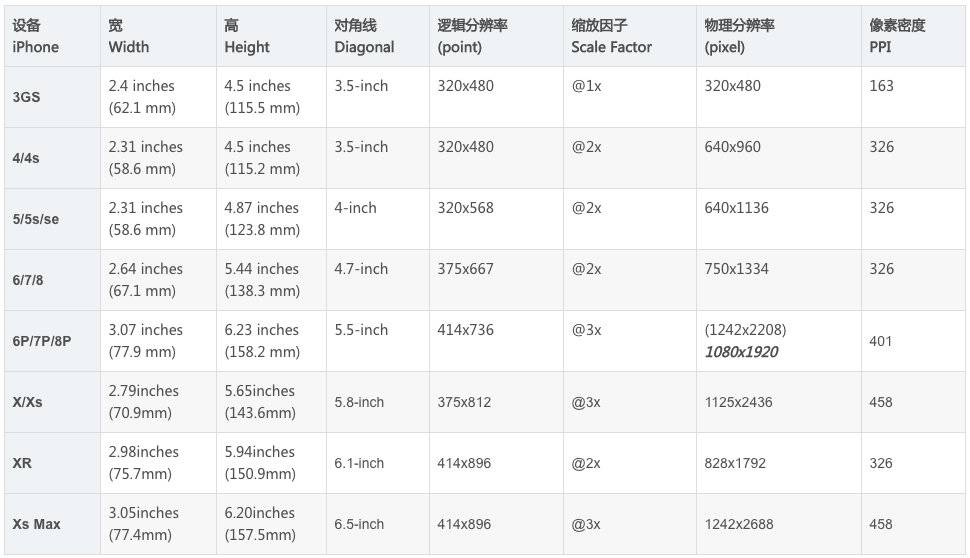 设备 宽 高 对角线 逻辑分辨率 缩放因子 物理分辨率 像素密度
iPhone Width Height Diagonal (point) Scale Factor (pixel) PPI
3GS 2.4 inches 4.5 inches 3.5-inch 320x480 @1x 320x480 163
(62.1 mm) (115.5 mm)
4/4s 2.31 inches 4.5 inches 3.5-inch 320x480 @2x 640x960 326
(58.6 mm) (115.2 mm)
5/5s/se 2.31 inches 4.87 inches 4-inch 320x568 @2x 640x1136 326
(58.6 mm) (123.8 mm)
6/7/8 2.64 inches 5.44 inches 4.7-inch 375x667 @2x 750x1334 326
(67.1 mm) (138.3 mm)
6P/7P/8P 3.07 inches 6.23 inches 5.5-inch 414x736 @3x (1242x2208) 401
(77.9 mm) (158.2 mm) 1080x1920
X/Xs 2.79inches 5.65inches 5.8-inch 375x812 @3x 1125x2436 458
(70.9mm) (143.6mm)
XR 2.98inches 5.94inches 6.1-inch 414x896 @2x 828x1792 326
(75.7mm) (150.9mm)
Xs Max 3.05inches 6.20inches 6.5-inch 414x896 @3x 1242x2688 458
(77.4mm) (157.5mm)